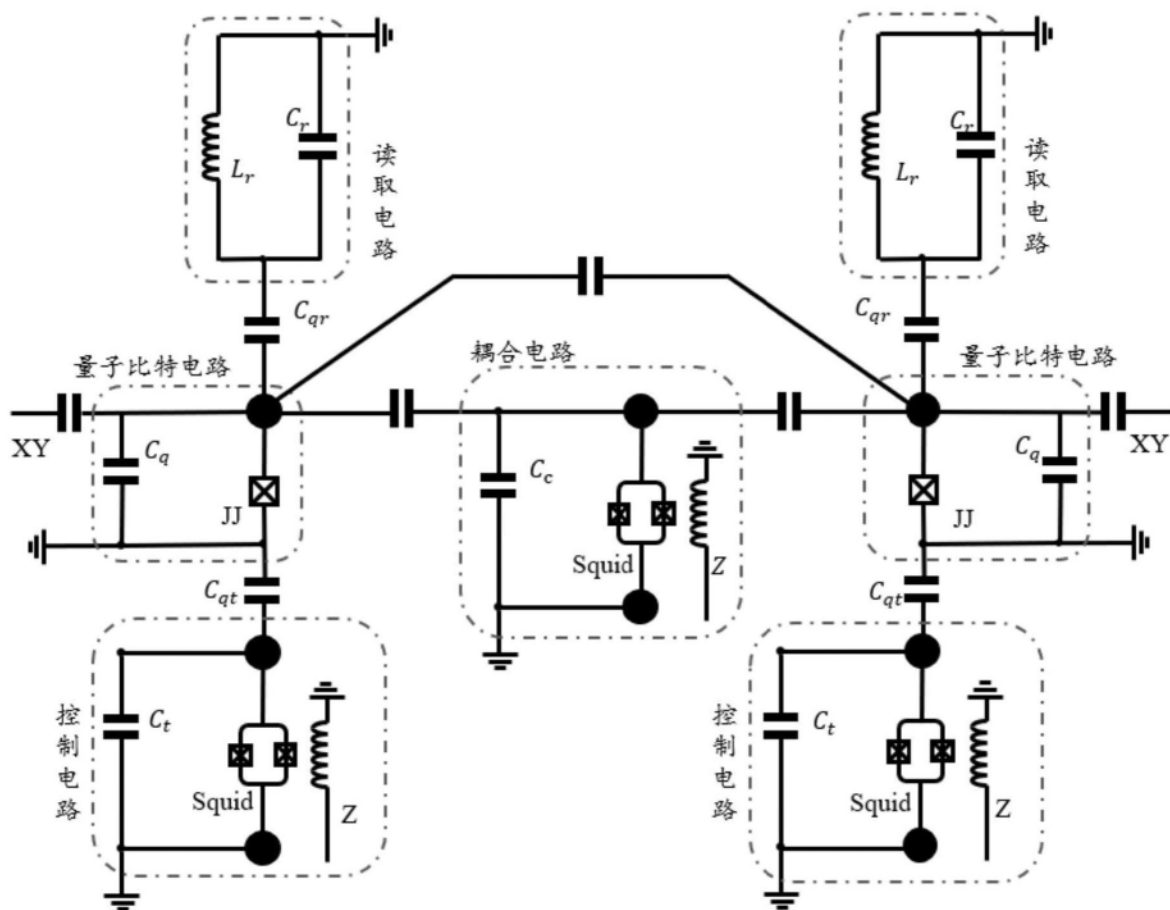 C_r
L_r
读取电路
C_r
L_r
读取电路
C_qr
C_qr
量子比特电路
耦合电路
量子比特电路
XY
C_q
JJ
C_c
Squid
Z
C_q
JJ
XY
C_qt
C_qt
控制电路
C_t
Squid
Z
控制电路
C_t
Squid
Z